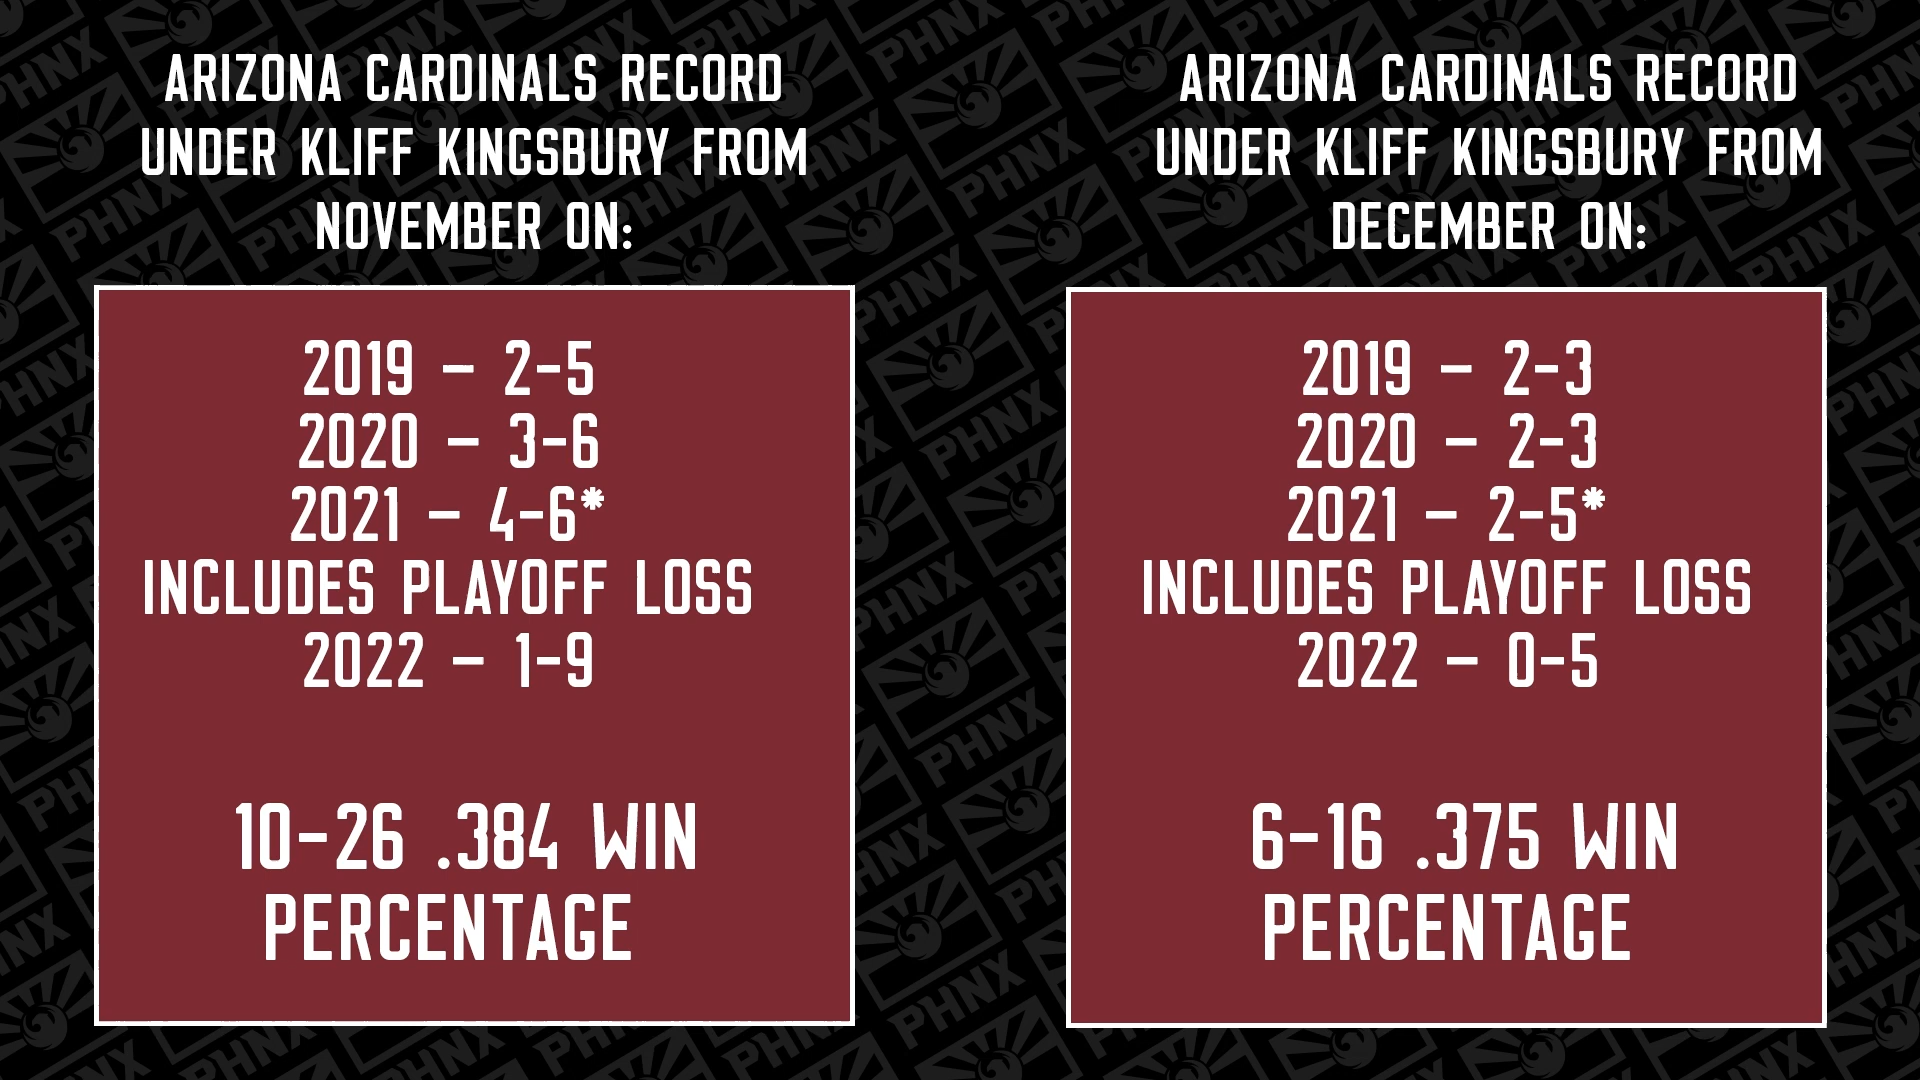 ARIZONA CARDINALS RECORD
UNDER KLIFF KINGSBURY FROM
NOVEMBER ON:
2019 – 2-5
2020 – 3-6
2021 – 4-6*
INCLUDES PLAYOFF LOSS
2022 – 1-9
10-26 .384 WIN
PERCENTAGE
ARIZONA CARDINALS RECORD
UNDER KLIFF KINGSBURY FROM
DECEMBER ON:
2019 – 2-3
2020 – 2-3
2021 – 2-5*
INCLUDES PLAYOFF LOSS
2022 – 0-5
6-16 .375 WIN
PERCENTAGE
PHNX